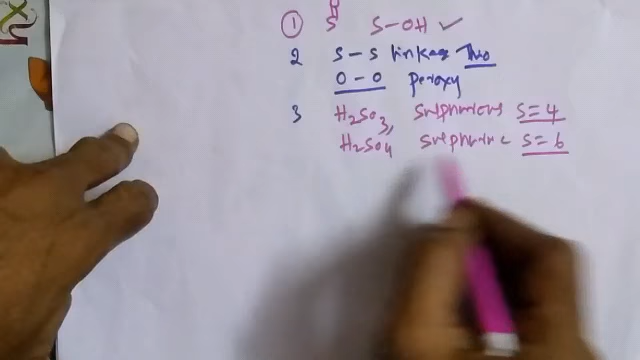 ① S S-OH ✓
2 S-S linkage Thio
O-O peroxy
3 H₂SO₃, Sulphurous S=4
H₂SO₄ Sulphuric S=6